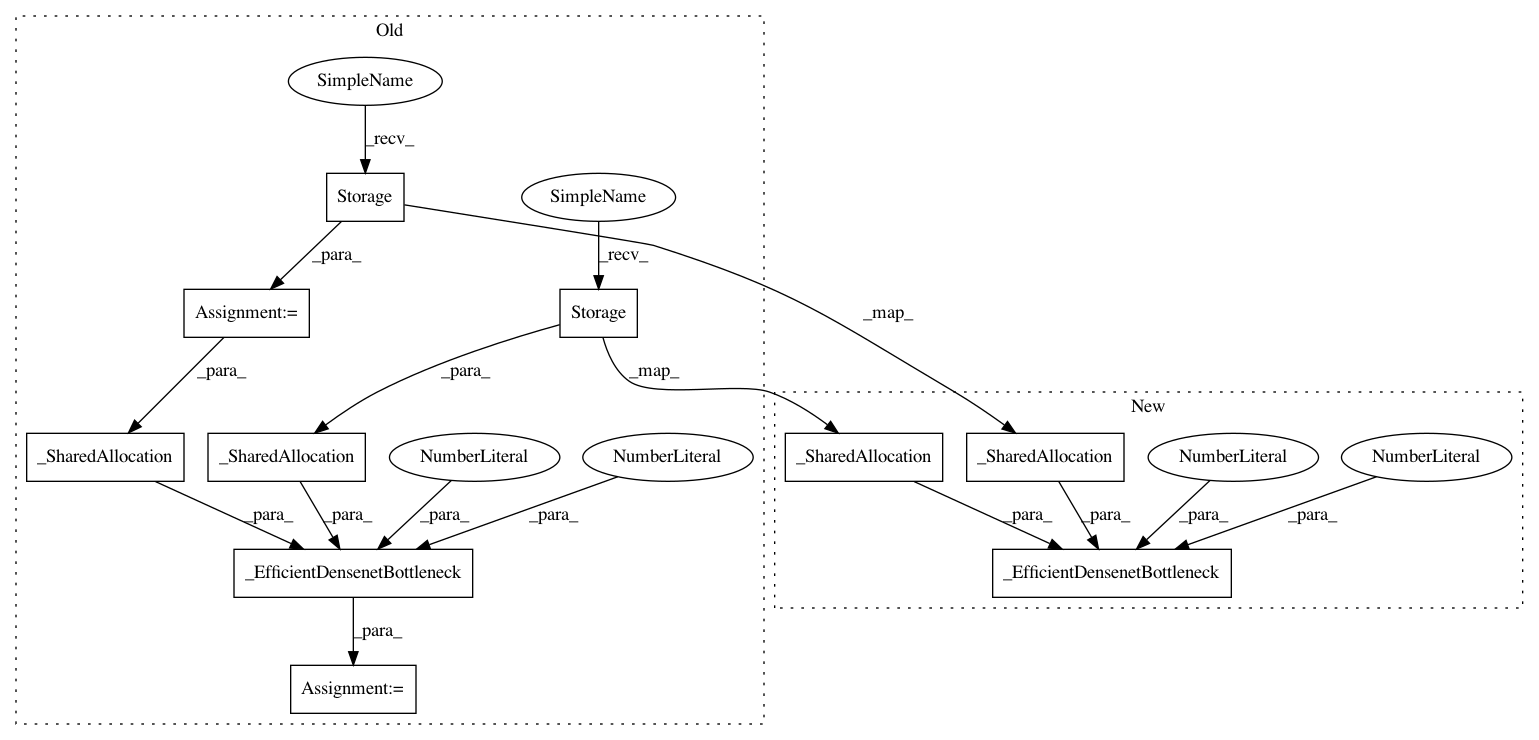 Old
SimpleName
_recv_
Storage
SimpleName
_para_
_recv_
Assignment:=
Storage
_map_
_para_
_para_
_map_
New
_SharedAllocation
_SharedAllocation
NumberLiteral
NumberLiteral
_SharedAllocation
_SharedAllocation
NumberLiteral
NumberLiteral
_para_
_para_
_para_
_para_
_para_
_para_
_para_
_para_
_EfficientDensenetBottleneck
_EfficientDensenetBottleneck
_para_
Assignment:=